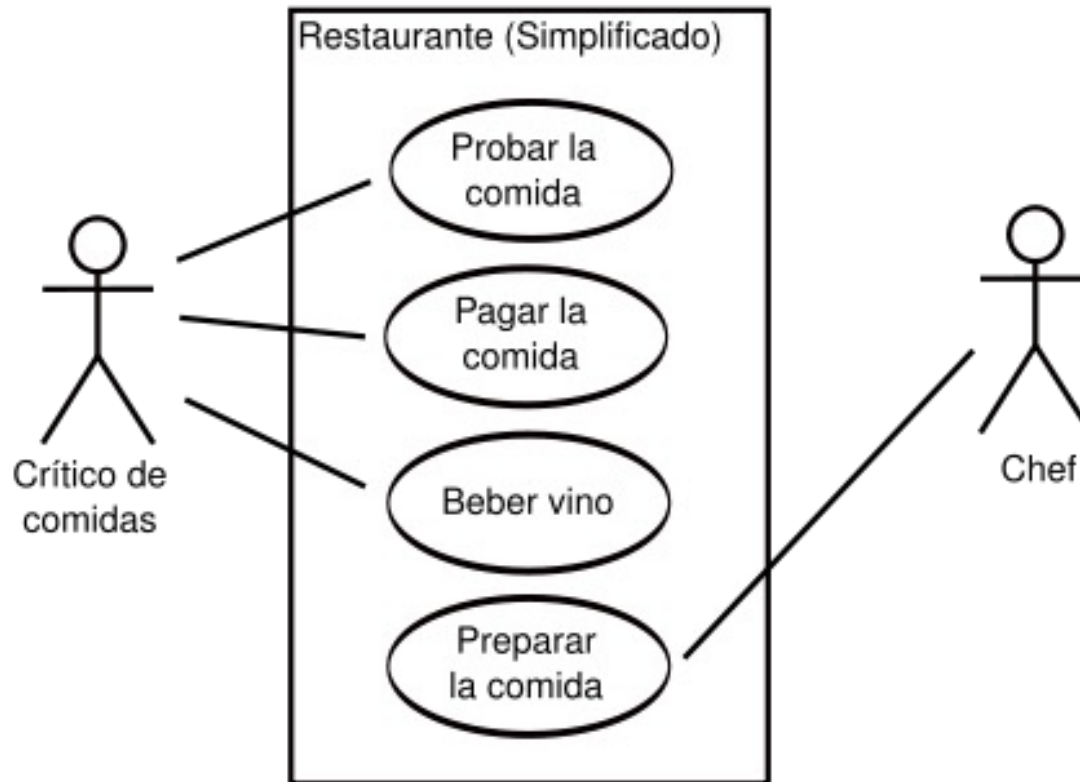 Restaurante (Simplificado)
Probar la
comida
Pagar la
comida
Beber vino
Preparar
la comida
Crítico de
comidas
Chef